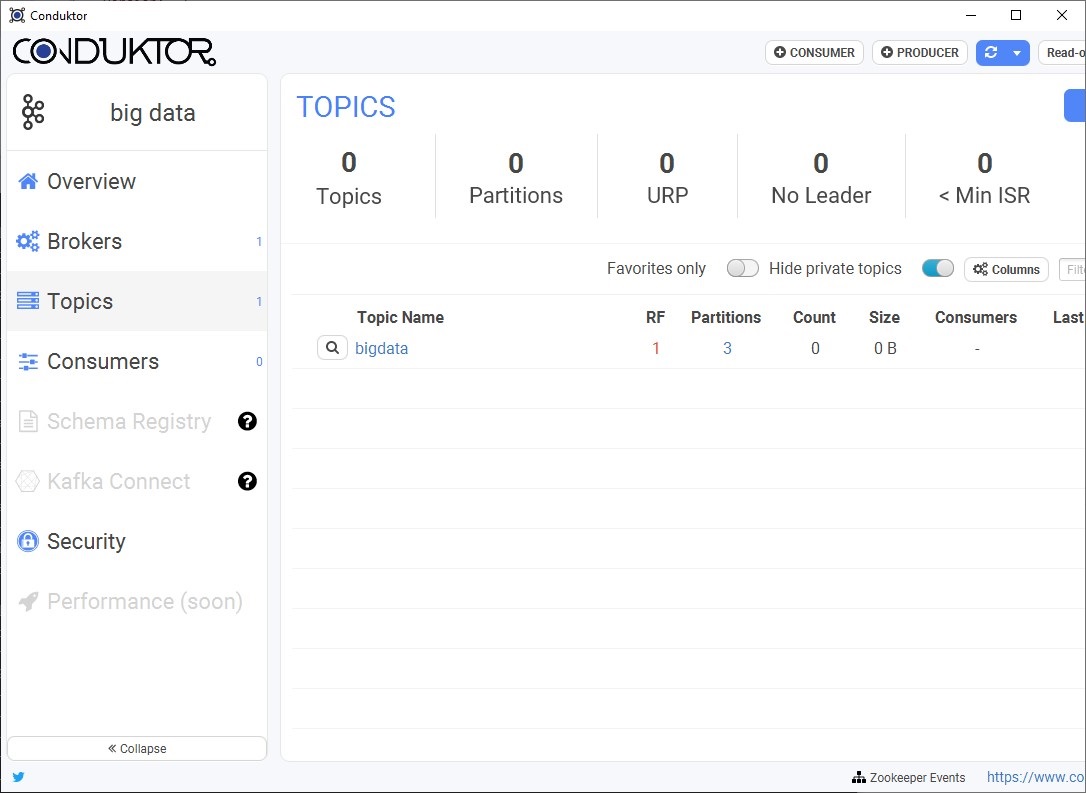 Conduktor
CONDUKTOR
CONSUMER
PRODUCER
Read-o
big data
Overview
Brokers 1
Topics 1
Consumers 0
Schema Registry ?
Kafka Connect ?
Security
Performance (soon)
« Collapse
TOPICS
0 0 0 0 0
Topics Partitions URP No Leader < Min ISR
Favorites only Hide private topics Columns Filt
Topic Name RF Partitions Count Size Consumers Last
bigdata 1 3 0 0 B -
Zookeeper Events https://www.co